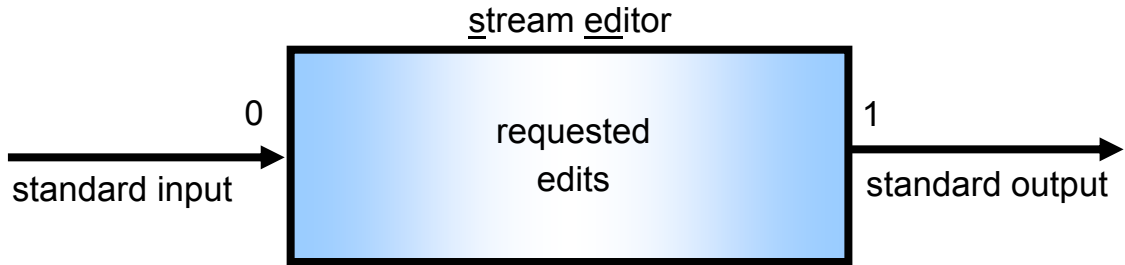 stream editor
0
1
requested
edits
standard input
standard output